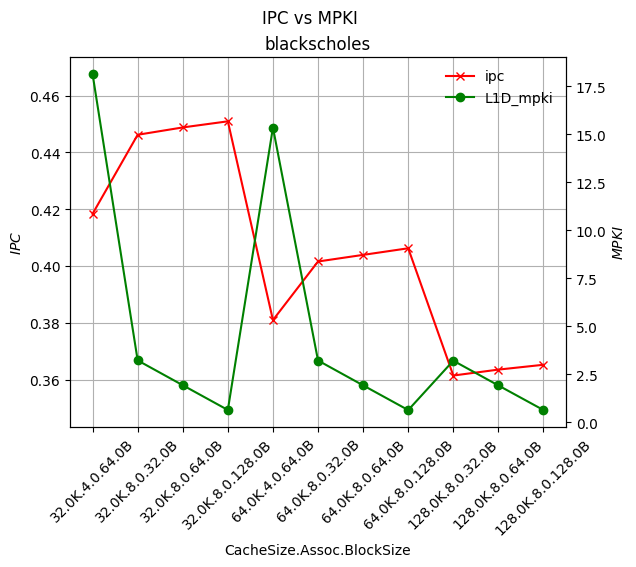 IPC vs MPKI
blackscholes
ipc
L1D_mpki
0.46
0.44
0.42
0.40
0.38
0.36
IPC
17.5
15.0
12.5
10.0
7.5
5.0
2.5
0.0
MPKI
32.0K.4.0.64.0B
32.0K.8.0.32.0B
32.0K.8.0.64.0B
32.0K.8.0.128.0B
64.0K.4.0.64.0B
64.0K.8.0.32.0B
64.0K.8.0.64.0B
64.0K.8.0.128.0B
128.0K.8.0.32.0B
128.0K.8.0.64.0B
128.0K.8.0.128.0B
CacheSize.Assoc.BlockSize